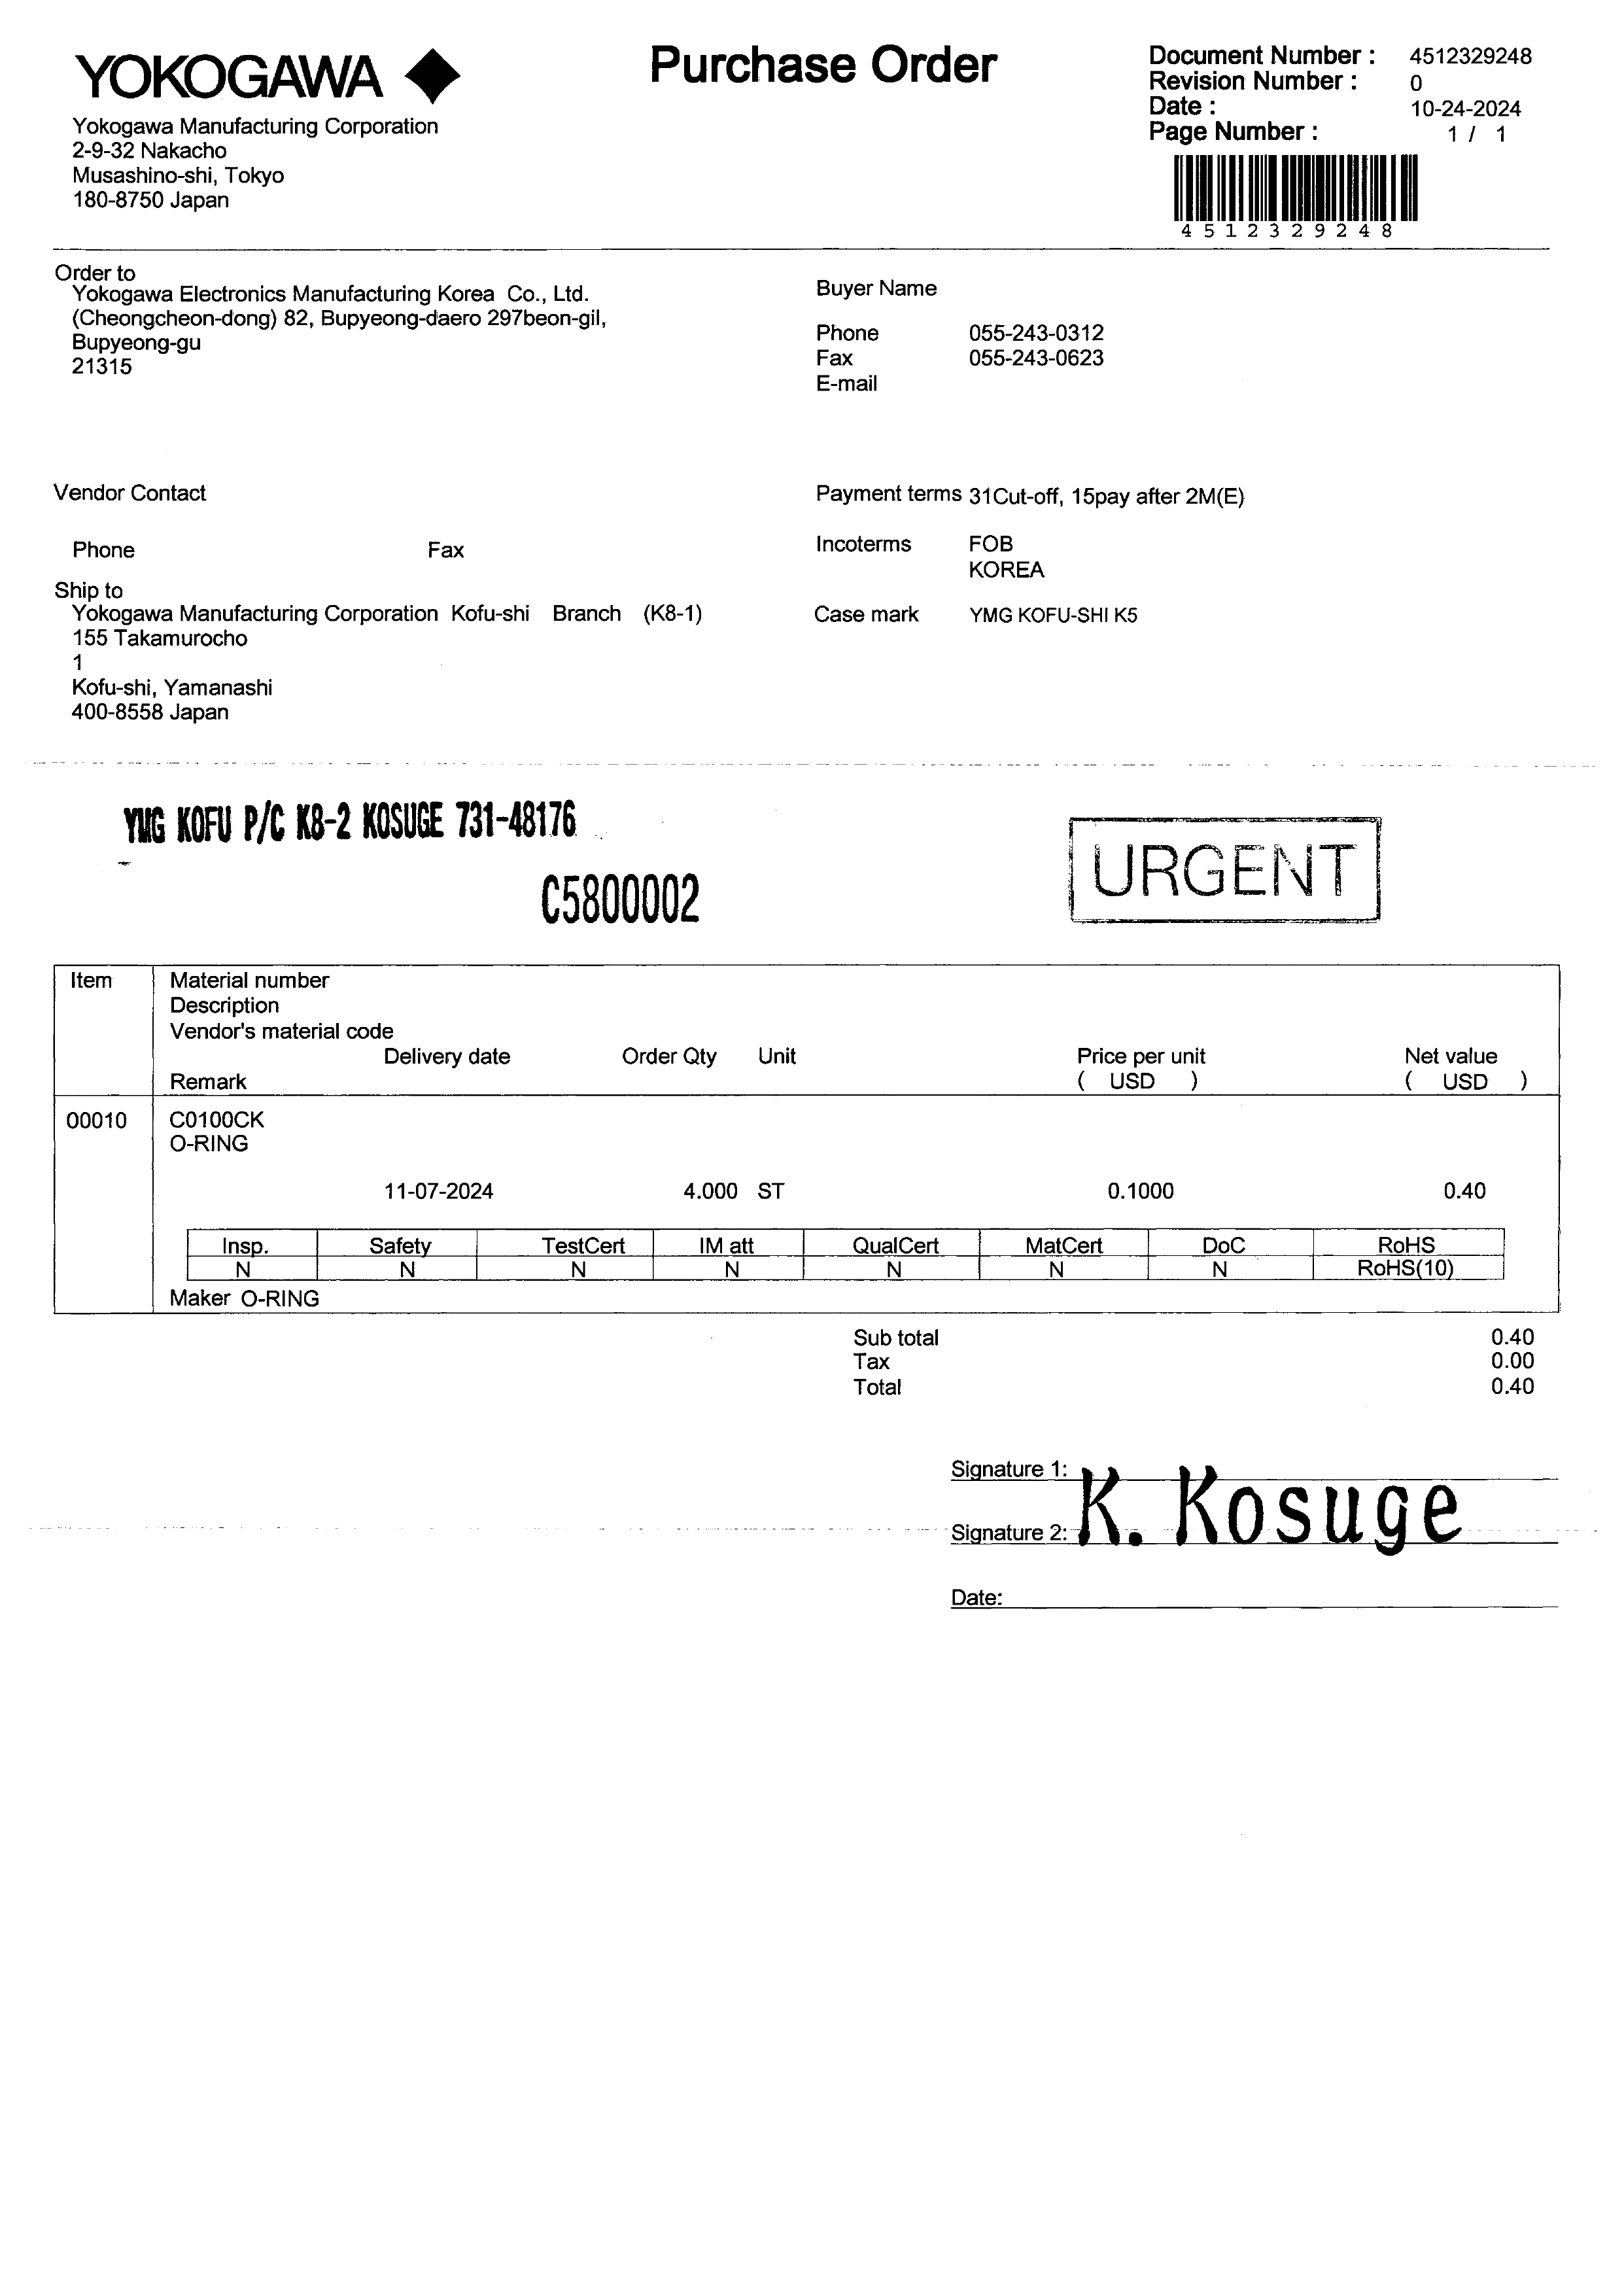 YOKOGAWA
Purchase Order
Document Number : 4512329248
Revision Number : 0
Date : 10-24-2024
Page Number : 1 / 1
4512329248
Yokogawa Manufacturing Corporation
2-9-32 Nakacho
Musashino-shi, Tokyo
180-8750 Japan
Order to
Yokogawa Electronics Manufacturing Korea Co., Ltd.
(Cheongcheon-dong) 82, Bupyeong-daero 297beon-gil,
Bupyeong-gu
21315
Buyer Name
Phone 055-243-0312
Fax 055-243-0623
E-mail
Vendor Contact
Phone Fax
Payment terms 31Cut-off, 15pay after 2M(E)
Incoterms FOB
KOREA
Ship to
Yokogawa Manufacturing Corporation Kofu-shi Branch (K8-1)
155 Takamurocho
1
Kofu-shi, Yamanashi
400-8558 Japan
Case mark YMG KOFU-SHI K5
YMG KOFU P/C K8-2 KOSUGE 731-48176
C5800002
URGENT
Item Material number
Description
Vendor's material code
Delivery date Order Qty Unit Price per unit Net value
Remark ( USD ) ( USD )
00010 C0100CK
O-RING
11-07-2024 4.000 ST 0.1000 0.40
Insp. Safety TestCert IM att QualCert MatCert DoC RoHS
N N N N N N N RoHS(10)
Maker O-RING
Sub total 0.40
Tax 0.00
Total 0.40
Signature 1:
K. Kosuge
Signature 2:
Date: